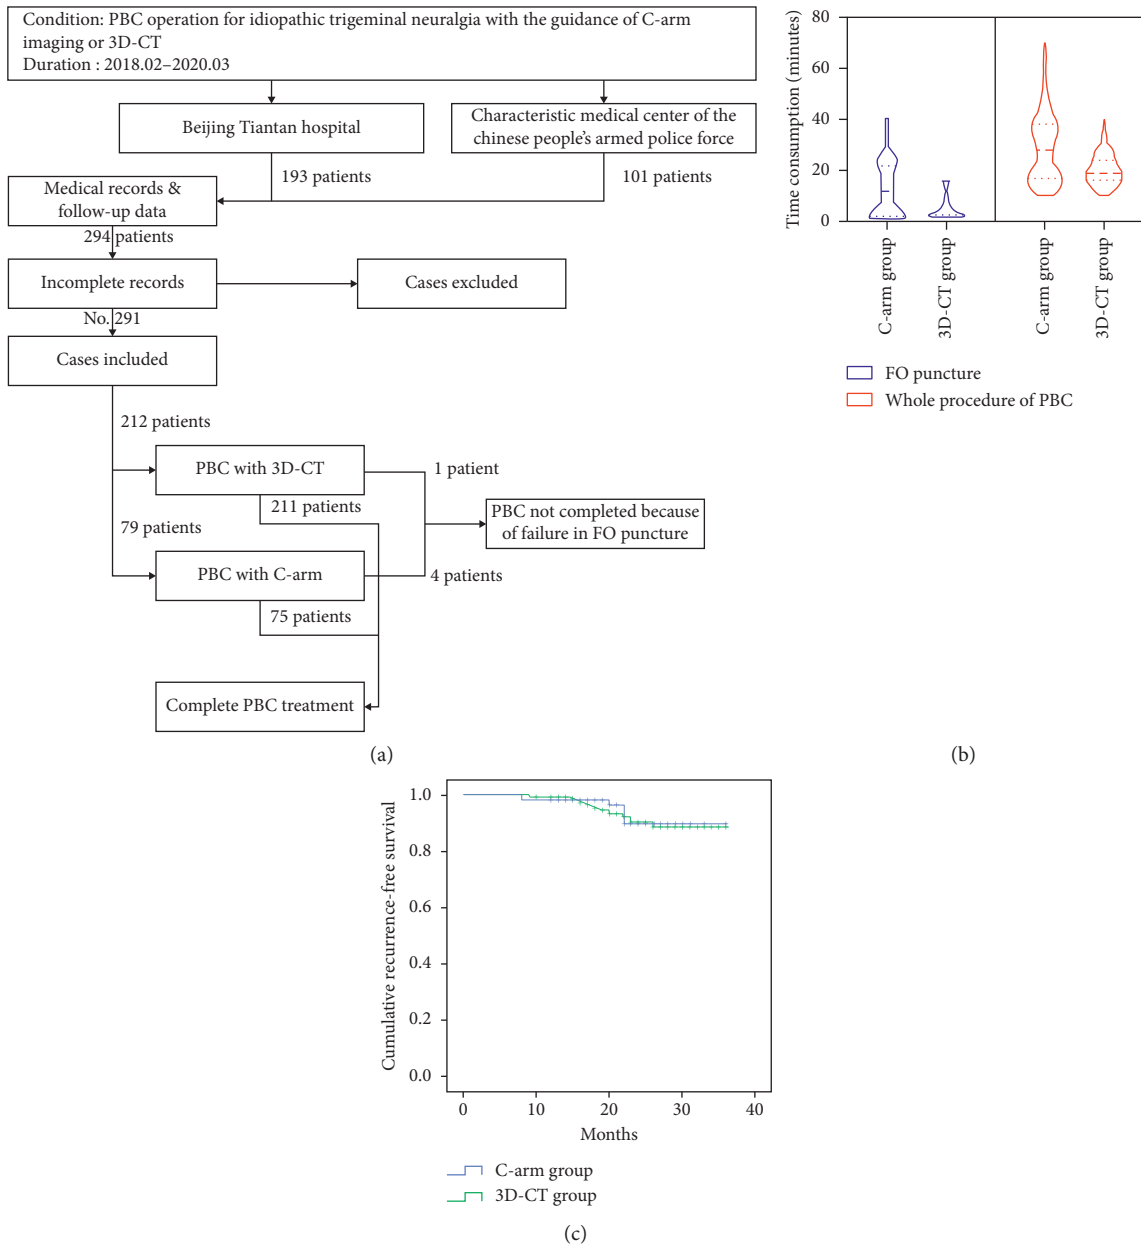 Condition: PBC operation for idiopathic trigeminal neuralgia with the guidance of C-arm
imaging or 3D-CT
Duration : 2018.02–2020.03
Beijing Tiantan hospital
Characteristic medical center of the
chinese people's armed police force
193 patients
101 patients
Medical records &
follow-up data
294 patients
Incomplete records
Cases excluded
No. 291
Cases included
212 patients
PBC with 3D-CT
1 patient
211 patients
PBC not completed because
of failure in FO puncture
79 patients
PBC with C-arm
4 patients
75 patients
Complete PBC treatment
(a)
Time consumption (minutes)
80
60
40
20
0
C-arm group
3D-CT group
C-arm group
3D-CT group
FO puncture
Whole procedure of PBC
(b)
Cumulative recurrence-free survival
1.0
0.8
0.6
0.4
0.2
0.0
0
10
20
30
40
Months
C-arm group
3D-CT group
(c)